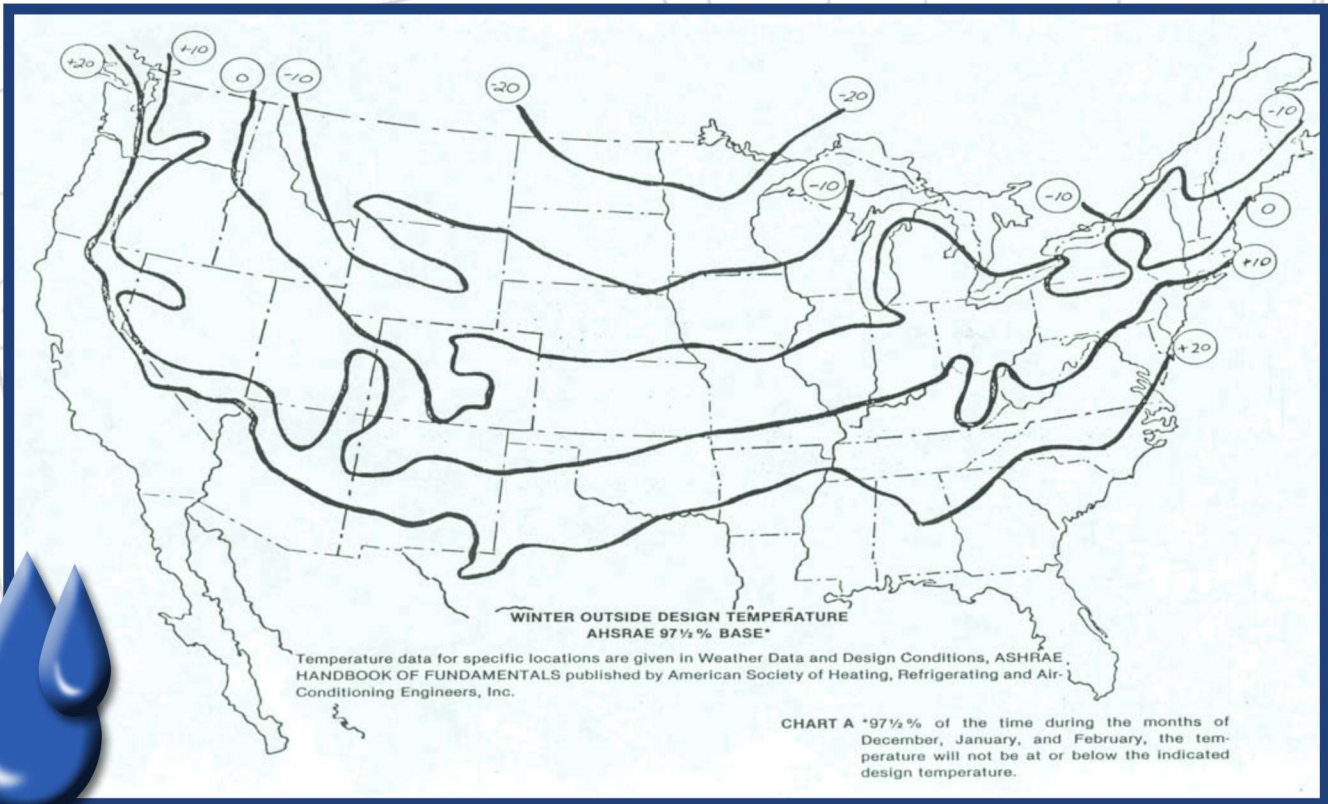 +20
+10
0
-10
-20
-20
-10
-10
-10
0
+10
+20
WINTER OUTSIDE DESIGN TEMPERATURE
AHSRAE 97½% BASE*
Temperature data for specific locations are given in Weather Data and Design Conditions, ASHRAE
HANDBOOK OF FUNDAMENTALS published by American Society of Heating, Refrigerating and Air-
Conditioning Engineers, Inc.
CHART A *97½% of the time during the months of
December, January, and February, the tem-
perature will not be at or below the indicated
design temperature.